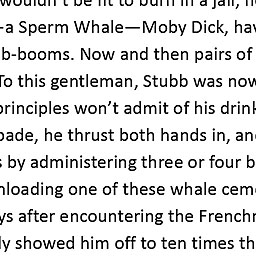 wouldn't be fit to burn in a jail,
—a Sperm Whale—Moby Dick, hav
b-booms. Now and then pairs of
To this gentleman, Stubb was now
principles won't admit of his drink
pade, he thrust both hands in, an
s by administering three or four b
nloading one of these whale ceme
ys after encountering the Frenchm
ly showed him off to ten times th